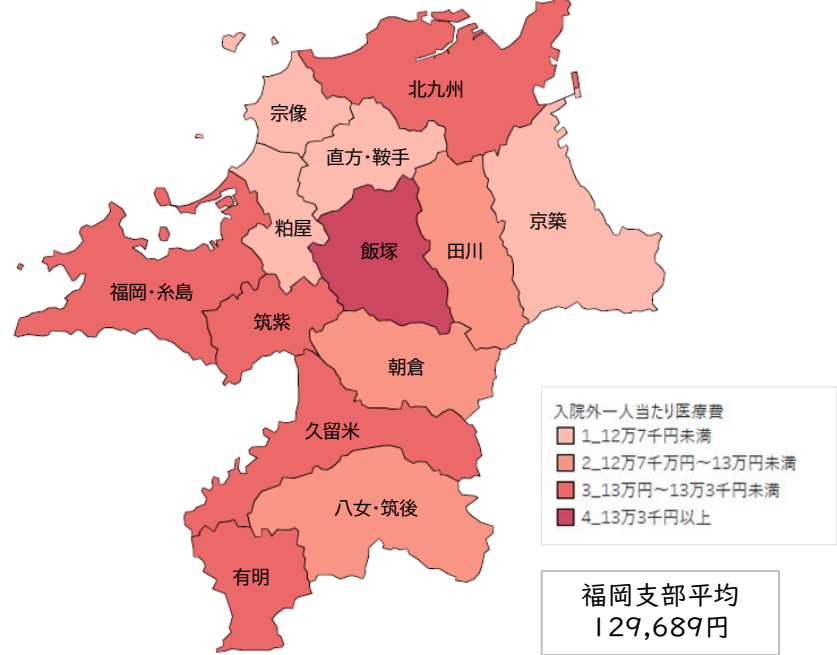 北九州
宗像
直方・鞍手
京築
粕屋
飯塚
田川
福岡・糸島
筑紫
朝倉
久留米
八女・筑後
有明
入院外一人当たり医療費
1_12万7千円未満
2_12万7千万円～13万円未満
3_13万円～13万3千円未満
4_13万3千円以上
福岡支部平均
129,689円